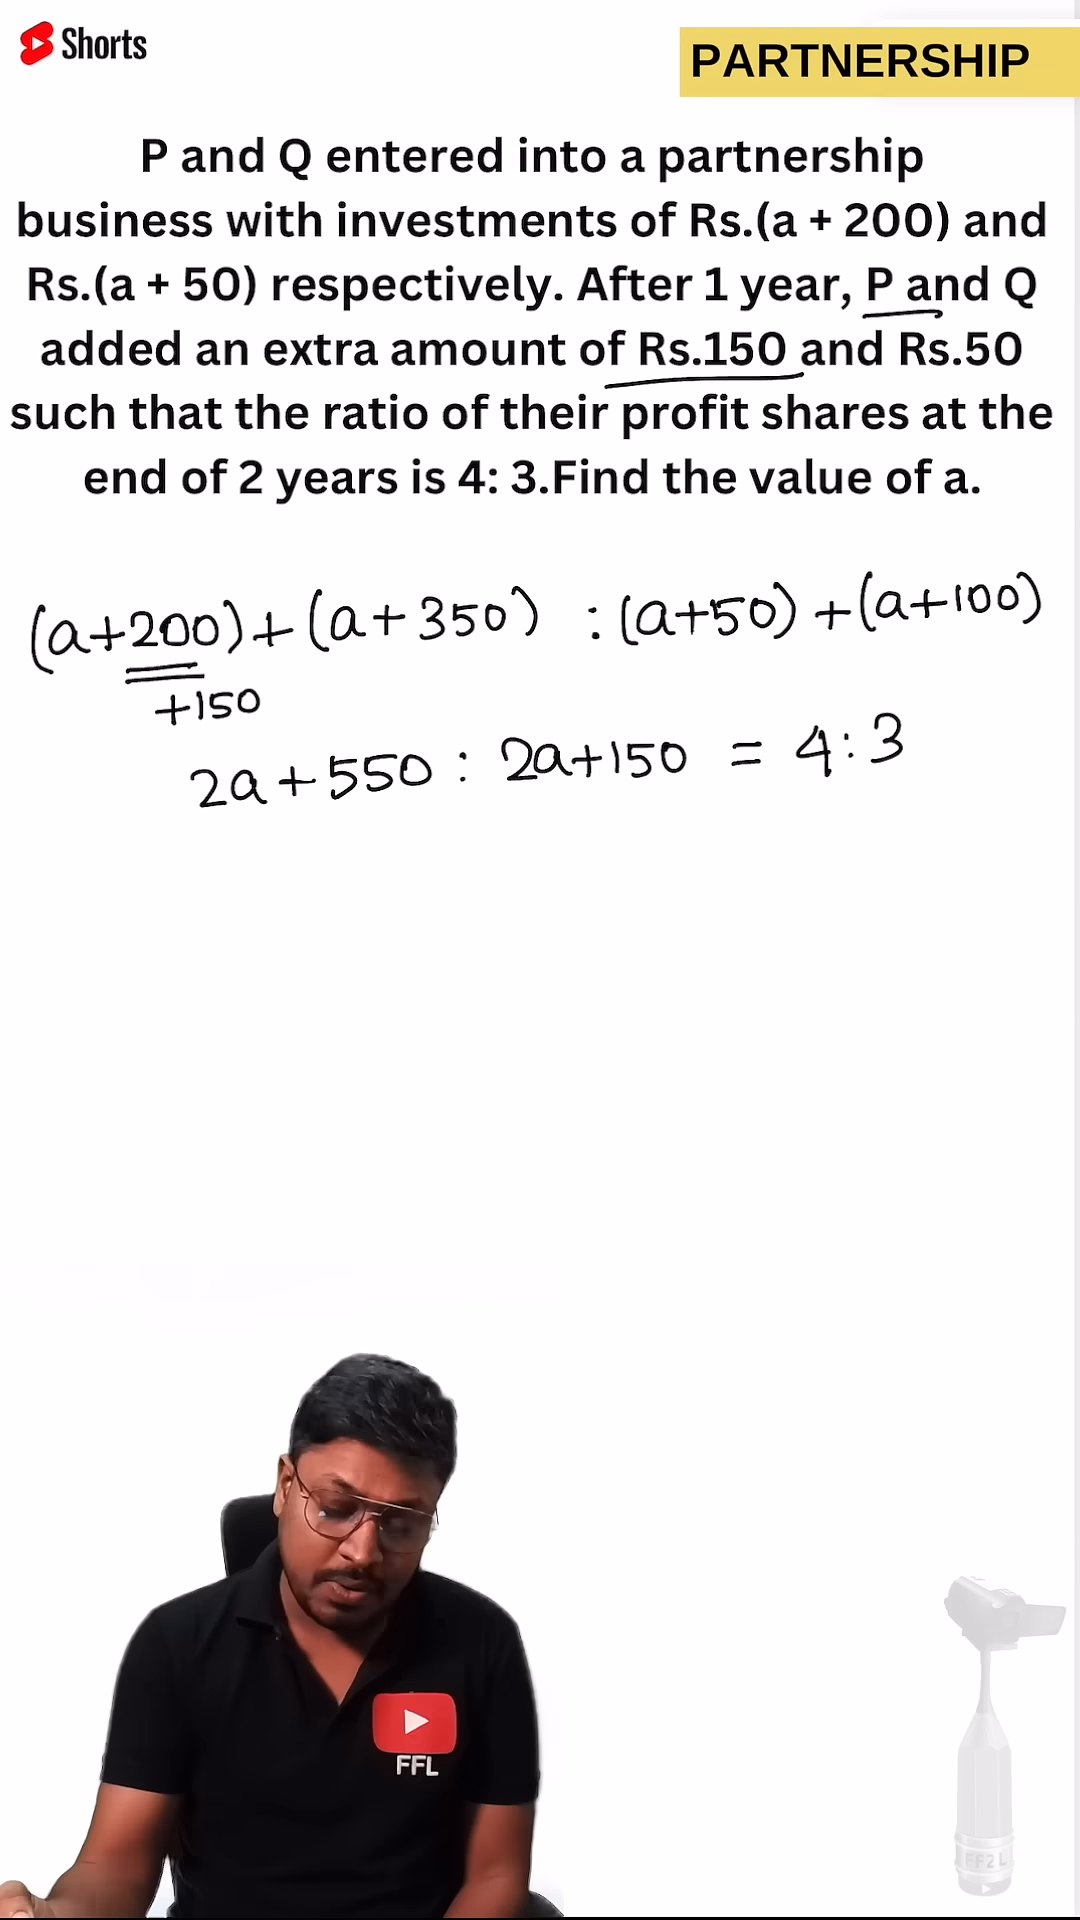 Shorts
PARTNERSHIP
P and Q entered into a partnership
business with investments of Rs.(a + 200) and
Rs.(a + 50) respectively. After 1 year, P and Q
added an extra amount of Rs.150 and Rs.50
such that the ratio of their profit shares at the
end of 2 years is 4: 3.Find the value of a.
(a+200)+(a+350) : (a+50)+(a+100)
+150
2a+550 : 2a+150 = 4:3
FFL
FF2L